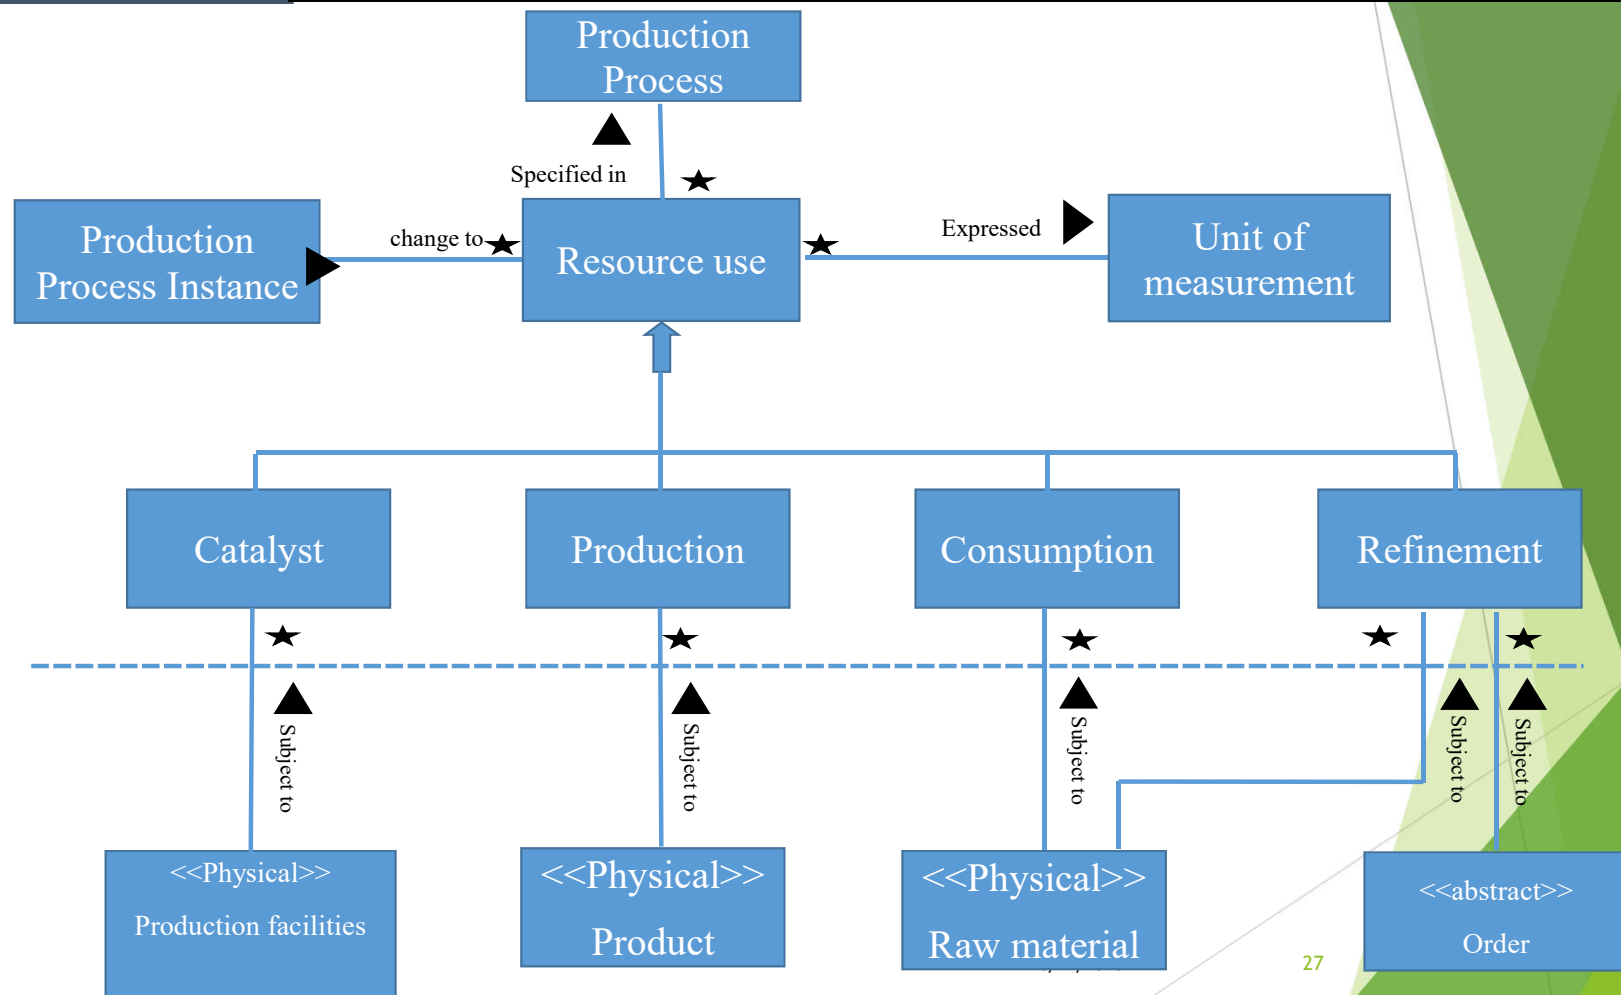 Production
Process
Specified in
Production
Process Instance
change to
Resource use
Expressed
Unit of
measurement
Catalyst
Production
Consumption
Refinement
Subject to
Subject to
Subject to
Subject to
Subject to
<<Physical>>
Production facilities
<<Physical>>
Product
<<Physical>>
Raw material
<<abstract>>
Order
27